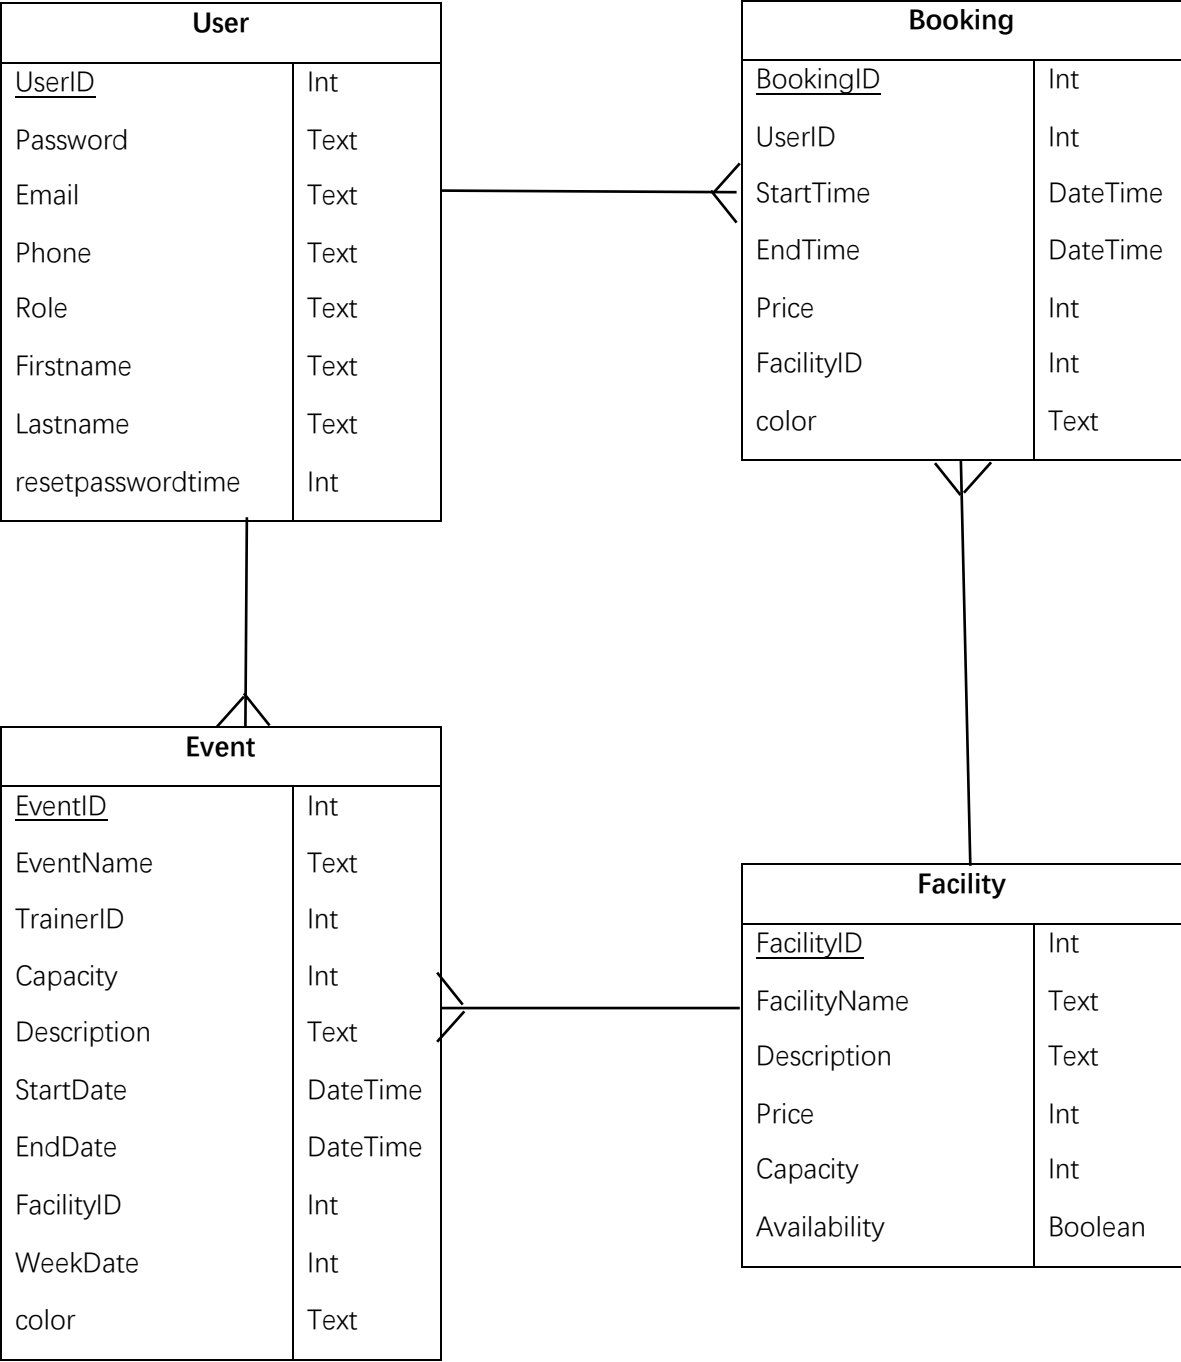 User
UserID Int
Password Text
Email Text
Phone Text
Role Text
Firstname Text
Lastname Text
resetpasswordtime Int
Booking
BookingID Int
UserID Int
StartTime DateTime
EndTime DateTime
Price Int
FacilityID Int
color Text
Event
EventID Int
EventName Text
TrainerID Int
Capacity Int
Description Text
StartDate DateTime
EndDate DateTime
FacilityID Int
WeekDate Int
color Text
Facility
FacilityID Int
FacilityName Text
Description Text
Price Int
Capacity Int
Availability Boolean